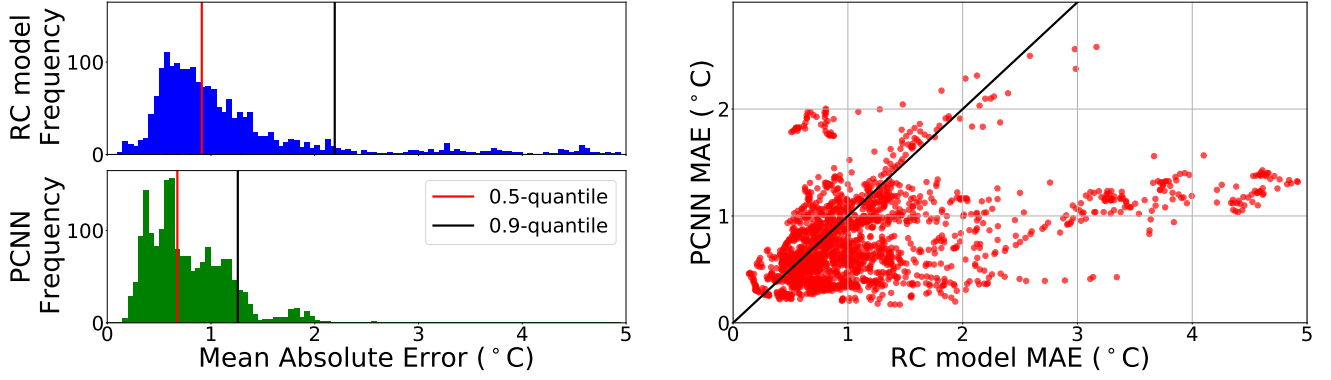 RC model
Frequency
100
0
PCNN
Frequency
100
0
0.5-quantile
0.9-quantile
0 1 2 3 4 5
Mean Absolute Error (°C)
PCNN MAE (°C)
2
1
0
0 1 2 3 4 5
RC model MAE (°C)